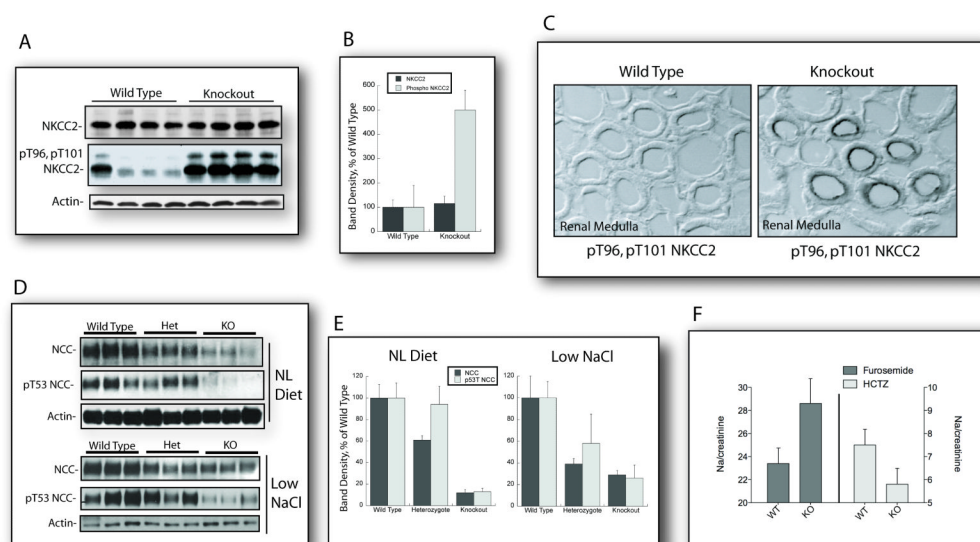 A
Wild Type Knockout
NKCC2-
pT96, pT101
NKCC2-
Actin-
B
NKCC2
Phospho NKCC2
Band Density, % of Wild Type
600
500
400
300
200
100
0
Wild Type Knockout
C
Wild Type Knockout
Renal Medulla Renal Medulla
pT96, pT101 NKCC2 pT96, pT101 NKCC2
D
Wild Type Het KO
NCC-
pT53 NCC-
Actin-
NL
Diet
Wild Type Het KO
NCC-
pT53 NCC-
Actin-
Low
NaCl
E
NL Diet Low NaCl
NCC
p53T NCC
Band Density, % of Wild Type
120
100
80
60
40
20
0
Wild Type Heterozygote Knockout
120
100
80
60
40
20
0
Wild Type Heterozygote Knockout
F
Furosemide
HCTZ
Na/creatinine
30
28
26
24
22
20
WT KO
WT KO
10
9
8
7
6
5
Na/creatinine